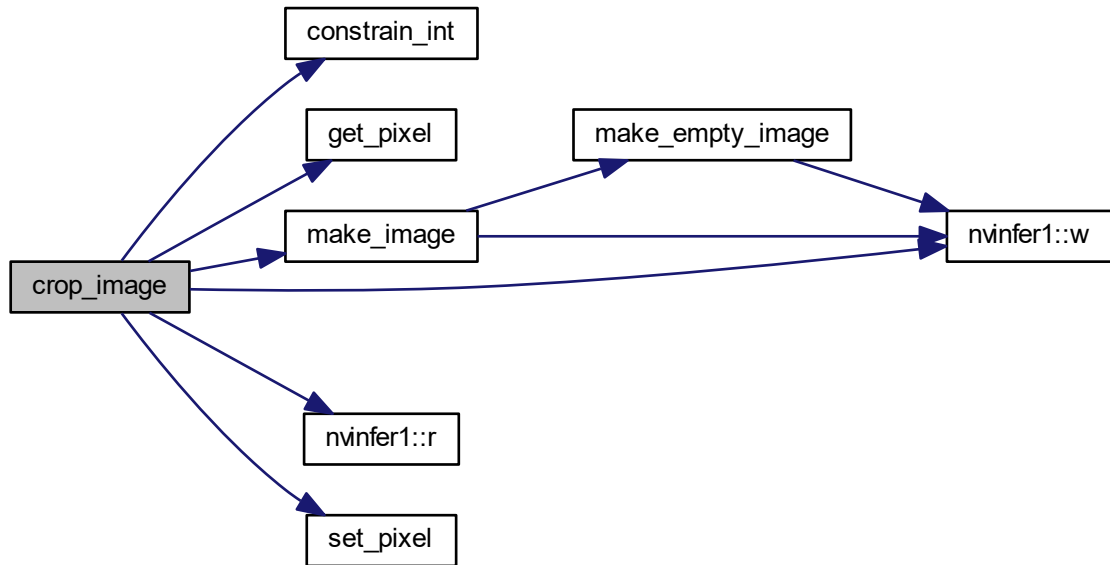 constrain_int
get_pixel
make_empty_image
make_image
nvinfer1::w
crop_image
nvinfer1::r
set_pixel